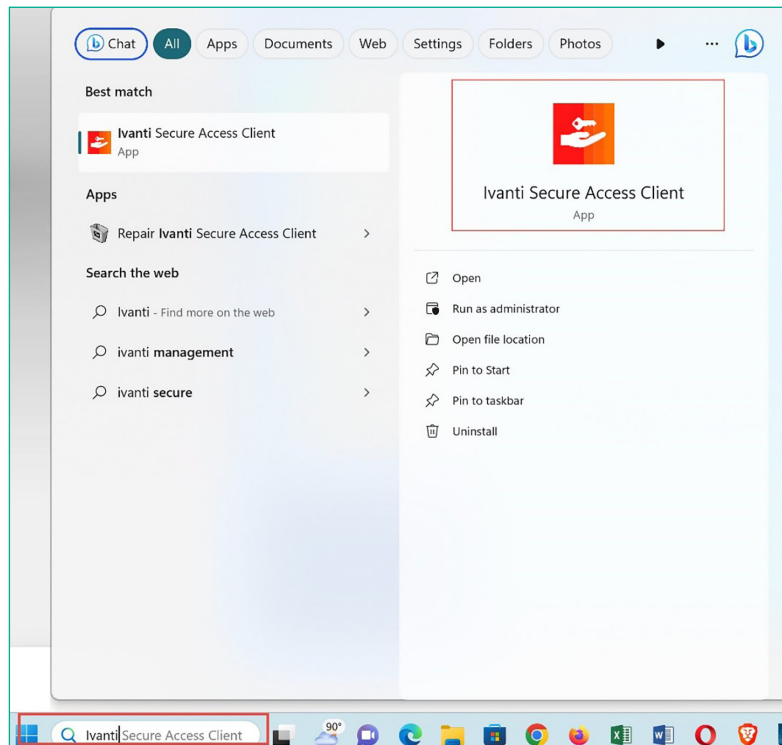 Chat All Apps Documents Web Settings Folders Photos
Best match
Ivanti Secure Access Client
App
Apps
Repair Ivanti Secure Access Client
Search the web
Ivanti - Find more on the web
ivanti management
ivanti secure
Ivanti Secure Access Client
App
Open
Run as administrator
Open file location
Pin to Start
Pin to taskbar
Uninstall
Ivanti Secure Access Client
90°